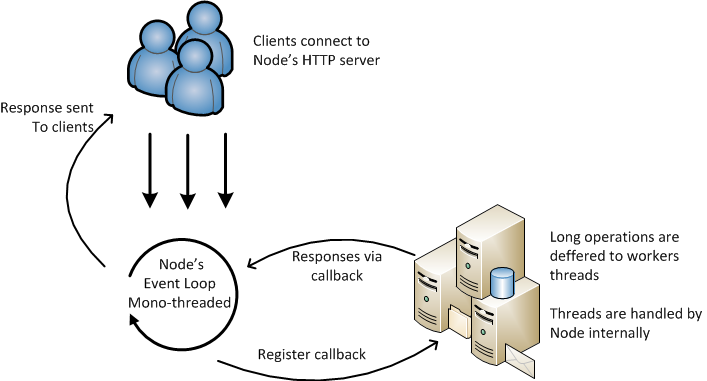 Clients connect to
Node's HTTP server
Response sent
To clients
Node's
Event Loop
Mono-threaded
Responses via
callback
Long operations are
deffered to workers
threads
Threads are handled by
Node internally
Register callback